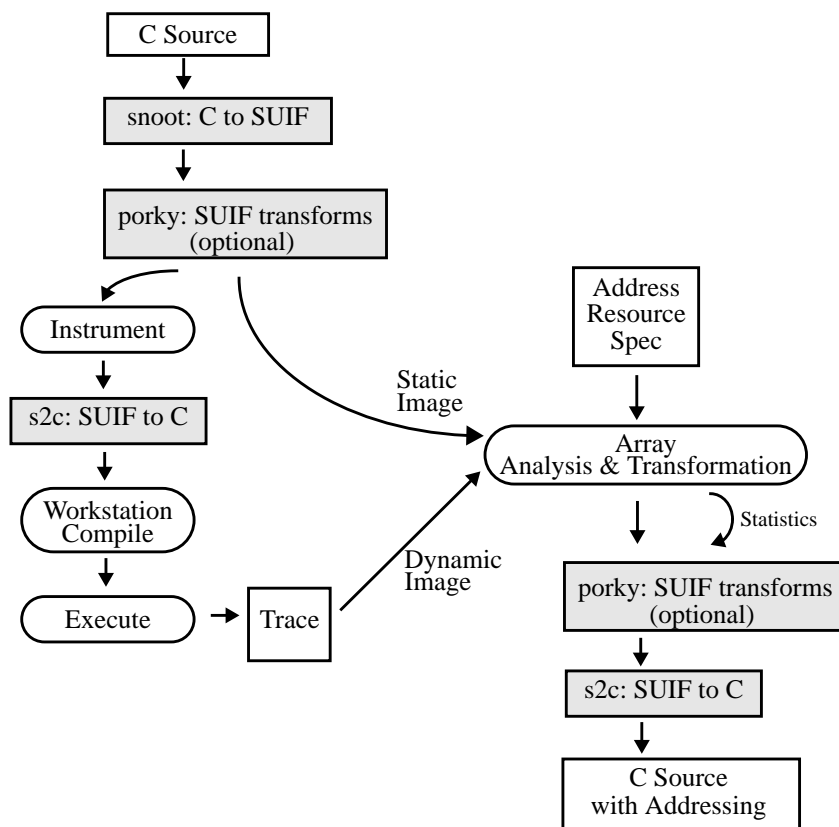 C Source
snoot: C to SUIF
porky: SUIF transforms
(optional)
Instrument
s2c: SUIF to C
Workstation
Compile
Execute
Trace
Static
Image
Dynamic
Image
Address
Resource
Spec
Array
Analysis & Transformation
Statistics
porky: SUIF transforms
(optional)
s2c: SUIF to C
C Source
with Addressing